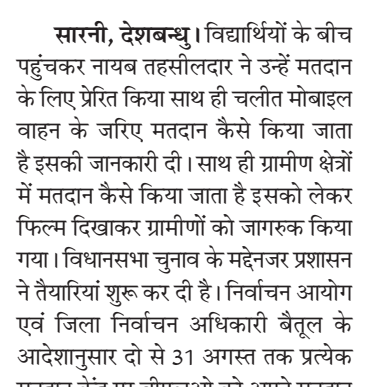 सारनी, देशबन्धु। विद्यार्थियों के बीच
पहुंचकर नायब तहसीलदार ने उन्हें मतदान
के लिए प्रेरित किया साथ ही चलीत मोबाइल
वाहन के जरिए मतदान कैसे किया जाता
है इसकी जानकारी दी। साथ ही ग्रामीण क्षेत्रों
में मतदान कैसे किया जाता है इसको लेकर
फिल्म दिखाकर ग्रामीणों को जागरुक किया
गया। विधानसभा चुनाव के मद्देनजर प्रशासन
ने तैयारियां शुरू कर दी है। निर्वाचन आयोग
एवं जिला निर्वाचन अधिकारी बैतूल के
आदेशानुसार दो से 31 अगस्त तक प्रत्येक